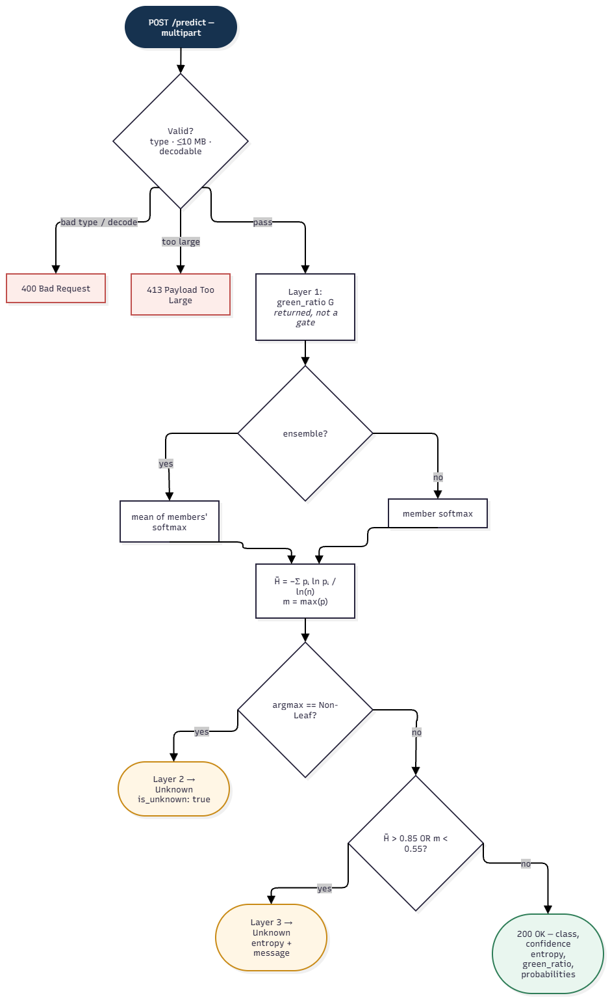 POST /predict —
multipart
Valid?
type · ≤10 MB ·
decodable
bad type / decode
too large
pass
400 Bad Request
413 Payload Too
Large
Layer 1:
green_ratio G
returned, not a
gate
ensemble?
yes
no
mean of members'
softmax
member softmax
H̄ = −Σ pᵢ ln pᵢ /
ln(n)
m = max(p)
argmax == Non-
Leaf?
yes
no
Layer 2 →
Unknown
is_unknown: true
H̄ > 0.85 OR m <
0.55?
yes
no
Layer 3 →
Unknown
entropy +
message
200 OK — class,
confidence
entropy,
green_ratio,
probabilities